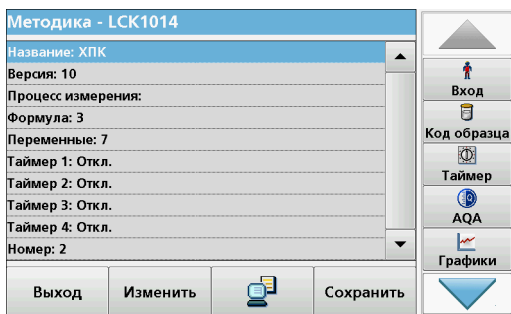 Методика - LCK1014
Название: ХПК
Версия: 10
Процесс измерения:
Формула: 3
Переменные: 7
Таймер 1: Откл.
Таймер 2: Откл.
Таймер 3: Откл.
Таймер 4: Откл.
Номер: 2
Выход
Изменить
Сохранить
Вход
Код образца
Таймер
AQA
Графики